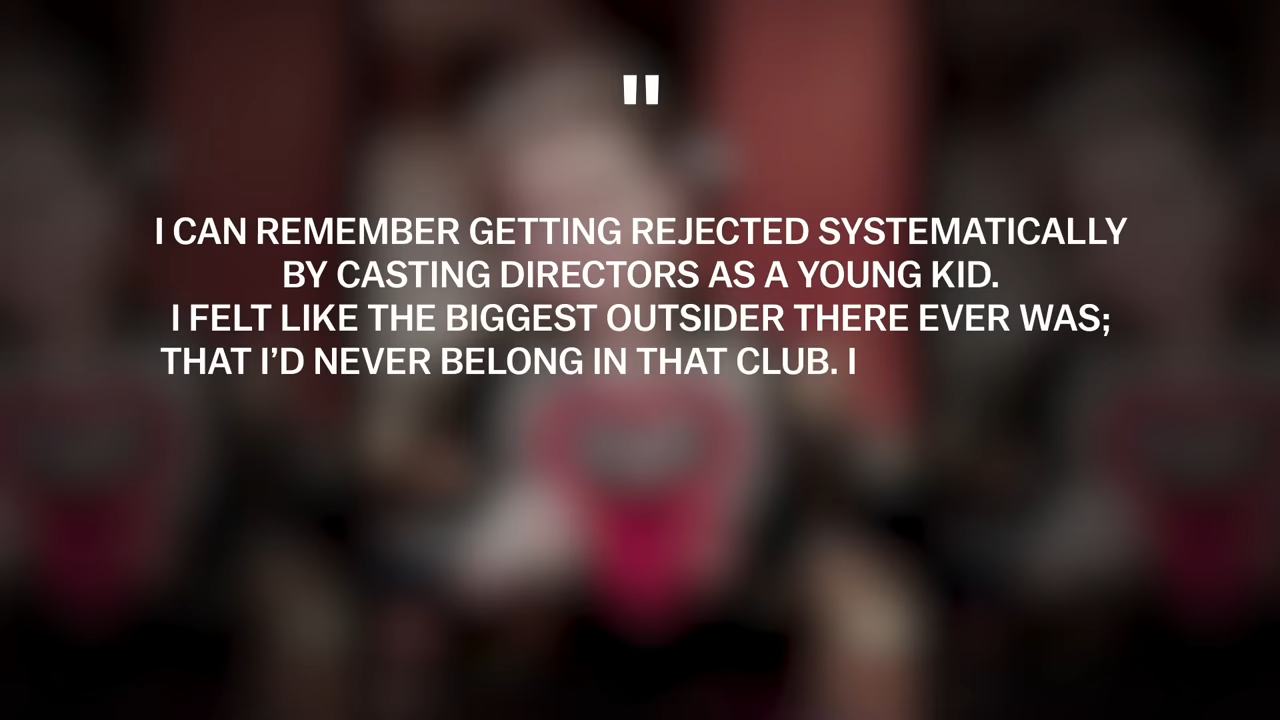 "
I CAN REMEMBER GETTING REJECTED SYSTEMATICALLY
BY CASTING DIRECTORS AS A YOUNG KID.
I FELT LIKE THE BIGGEST OUTSIDER THERE EVER WAS;
THAT I’D NEVER BELONG IN THAT CLUB. I